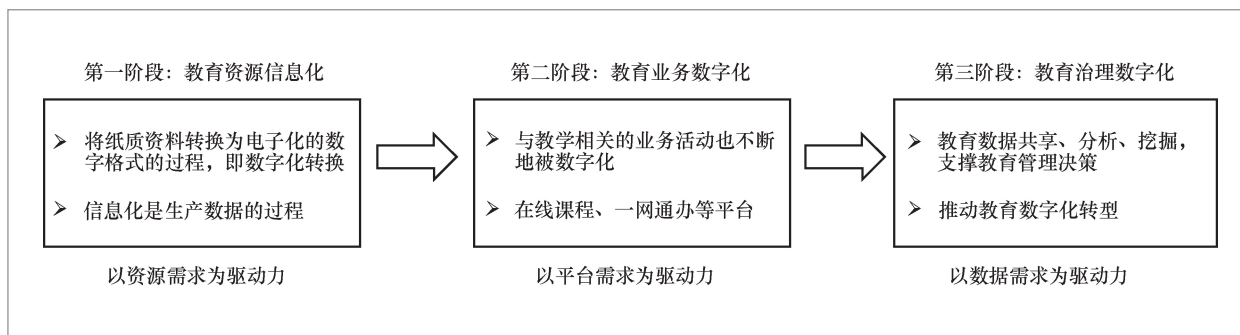 第一阶段：教育资源信息化
➢ 将纸质资料转换为电子化的数
字格式的过程，即数字化转换
➢ 信息化是生产数据的过程
以资源需求为驱动力
第二阶段：教育业务数字化
➢ 与教学相关的业务活动也不断
地被数字化
➢ 在线课程、一网通办等平台
以平台需求为驱动力
第三阶段：教育治理数字化
➢ 教育数据共享、分析、挖掘，
支撑教育管理决策
➢ 推动教育数字化转型
以数据需求为驱动力